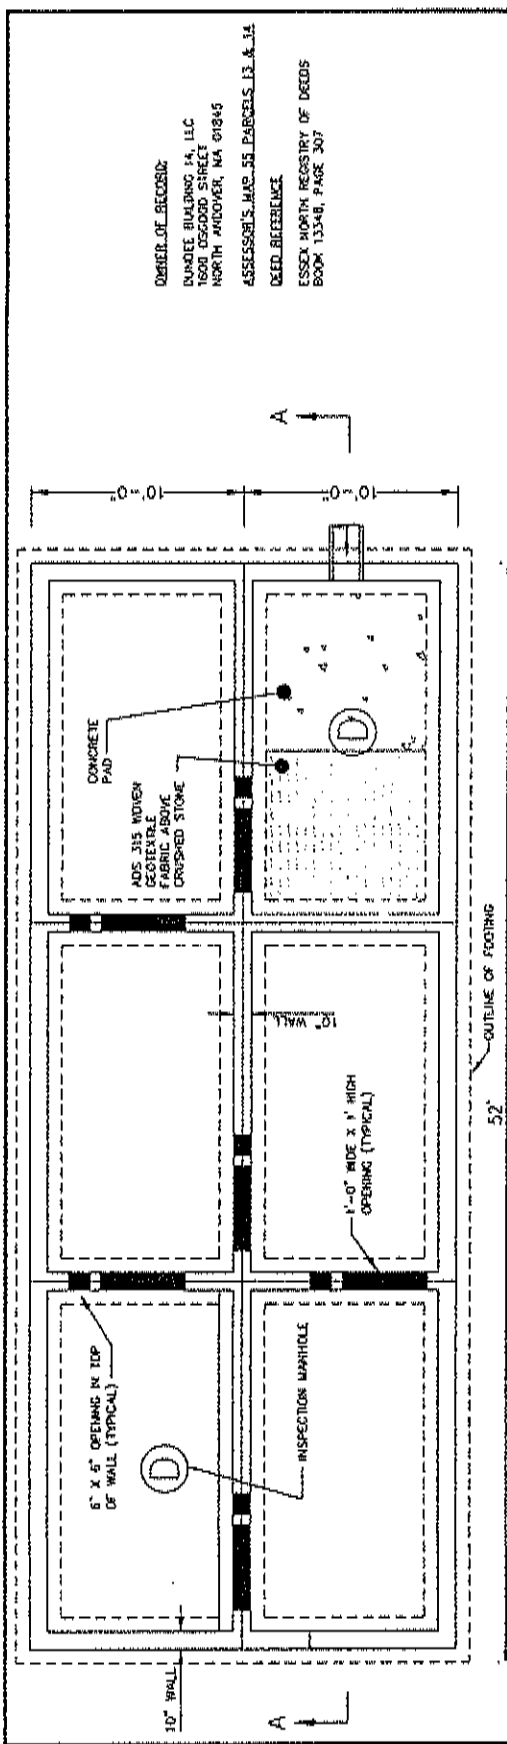 OWNER OF RECORD:
DUNDEE BUILDING 14, LLC
1600 OSGOOD STREET
NORTH ANDOVER, MA 01845
ASSESSOR'S MAP 55 PARCELS 13 & 14
DEED REFERENCE
ESSEX NORTH REGISTRY OF DEEDS
BOOK 13348, PAGE 307
A
A
10'-0"
10'-0"
CONCRETE
PAD
ADS 315 WOVEN
GEOTEXTILE
FABRIC ABOVE
CRUSHED STONE
D
10" WALL
1'-0" WIDE X 1' HIGH
OPENING (TYPICAL)
OUTLINE OF FOOTING
52'
6" X 6" OPENING IN TOP
OF WALL (TYPICAL)
D
INSPECTION MANHOLE
10" WALL